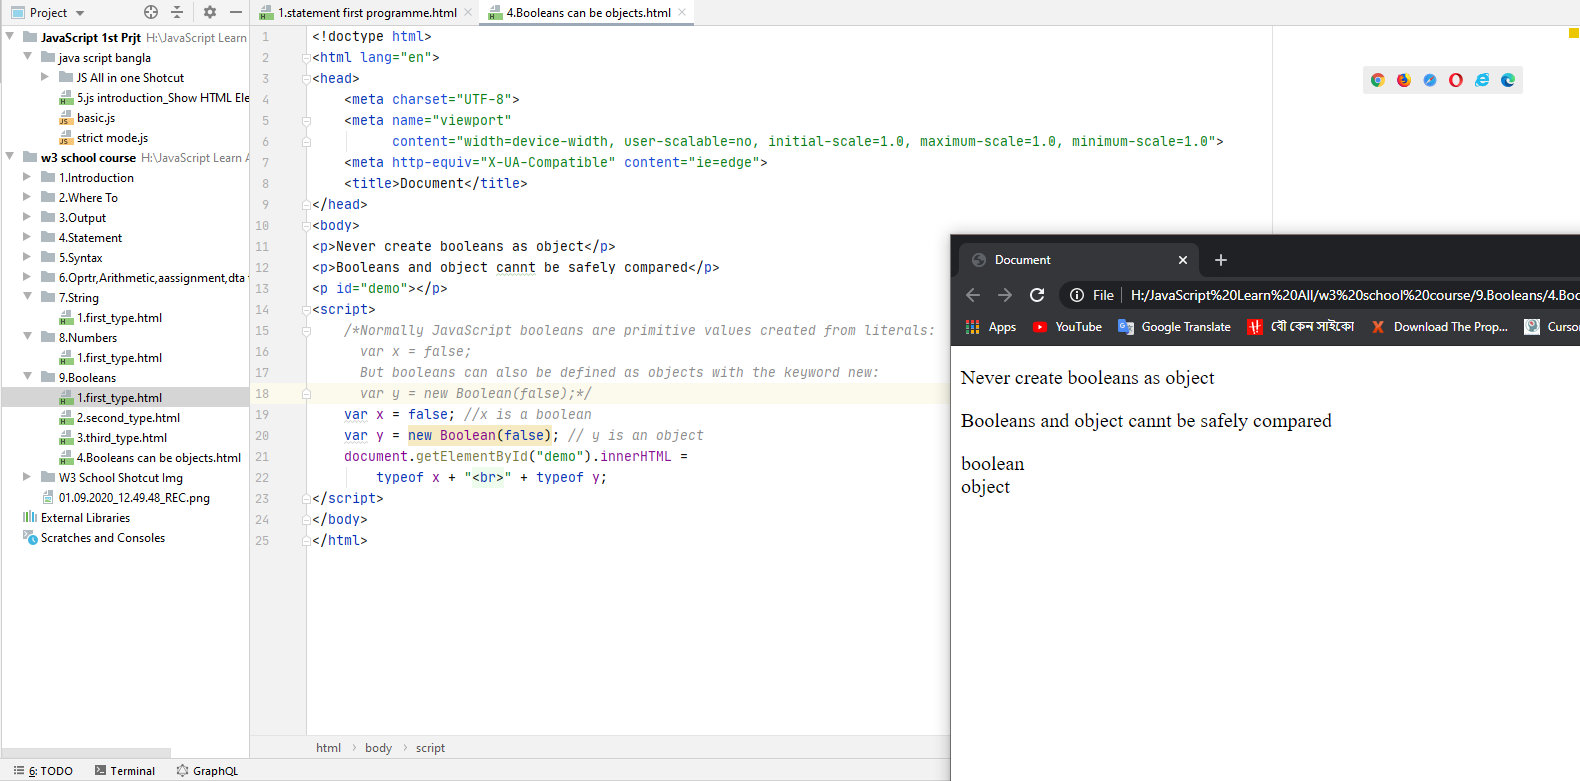 Project
1.statement first programme.html
4.Booleans can be objects.html
JavaScript 1st Prjt H:\JavaScript Learn
java script bangla
JS All in one Shotcut
5.js introduction_Show HTML Ele
basic.js
strict mode.js
w3 school course H:\JavaScript Learn A
1.Introduction
2.Where To
3.Output
4.Statement
5.Syntax
6.Oprtr,Arithmetic,aassignment,dta
7.String
1.first_type.html
8.Numbers
1.first_type.html
9.Booleans
1.first_type.html
2.second_type.html
3.third_type.html
4.Booleans can be objects.html
W3 School Shotcut Img
01.09.2020_12.49.48_REC.png
External Libraries
Scratches and Consoles
1 <!doctype html>
2 <html lang="en">
3 <head>
4 <meta charset="UTF-8">
5 <meta name="viewport"
6 content="width=device-width, user-scalable=no, initial-scale=1.0, maximum-scale=1.0, minimum-scale=1.0">
7 <meta http-equiv="X-UA-Compatible" content="ie=edge">
8 <title>Document</title>
9 </head>
10 <body>
11 <p>Never create booleans as object</p>
12 <p>Booleans and object cannt be safely compared</p>
13 <p id="demo"></p>
14 <script>
15 /*Normally JavaScript booleans are primitive values created from literals:
16 var x = false;
17 But booleans can also be defined as objects with the keyword new:
18 var y = new Boolean(false);*/
19 var x = false; //x is a boolean
20 var y = new Boolean(false); // y is an object
21 document.getElementById("demo").innerHTML =
22 typeof x + "<br>" + typeof y;
23 </script>
24 </body>
25 </html>
html > body > script
6: TODO Terminal GraphQL
Document
File H:/JavaScript%20Learn%20All/w3%20school%20course/9.Booleans/4.Boo
Apps YouTube Google Translate বৌ কেন সাইকো Download The Prop... Curso
Never create booleans as object
Booleans and object cannt be safely compared
boolean
object